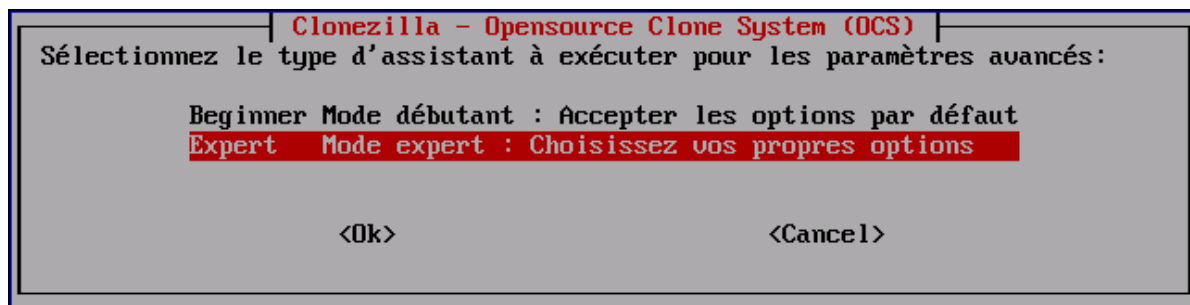 Clonezilla - Opensource Clone System (OCS)
Sélectionnez le type d'assistant à exécuter pour les paramètres avancés:
Beginner Mode débutant : Accepter les options par défaut
Expert Mode expert : Choisissez vos propres options
<Ok> <Cancel>